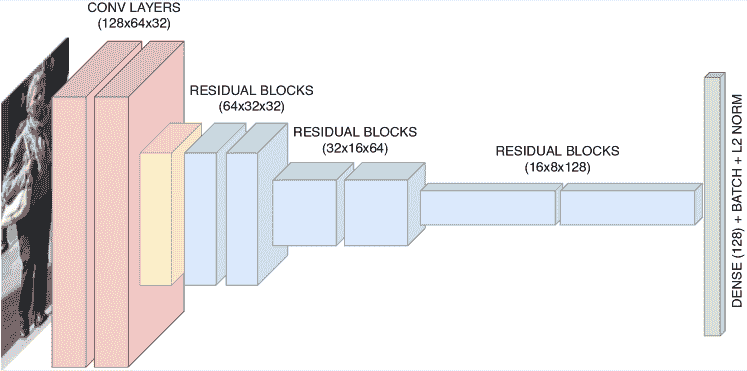 CONV LAYERS
(128x64x32)
RESIDUAL BLOCKS
(64x32x32)
RESIDUAL BLOCKS
(32x16x64)
RESIDUAL BLOCKS
(16x8x128)
DENSE (128) + BATCH + L2 NORM